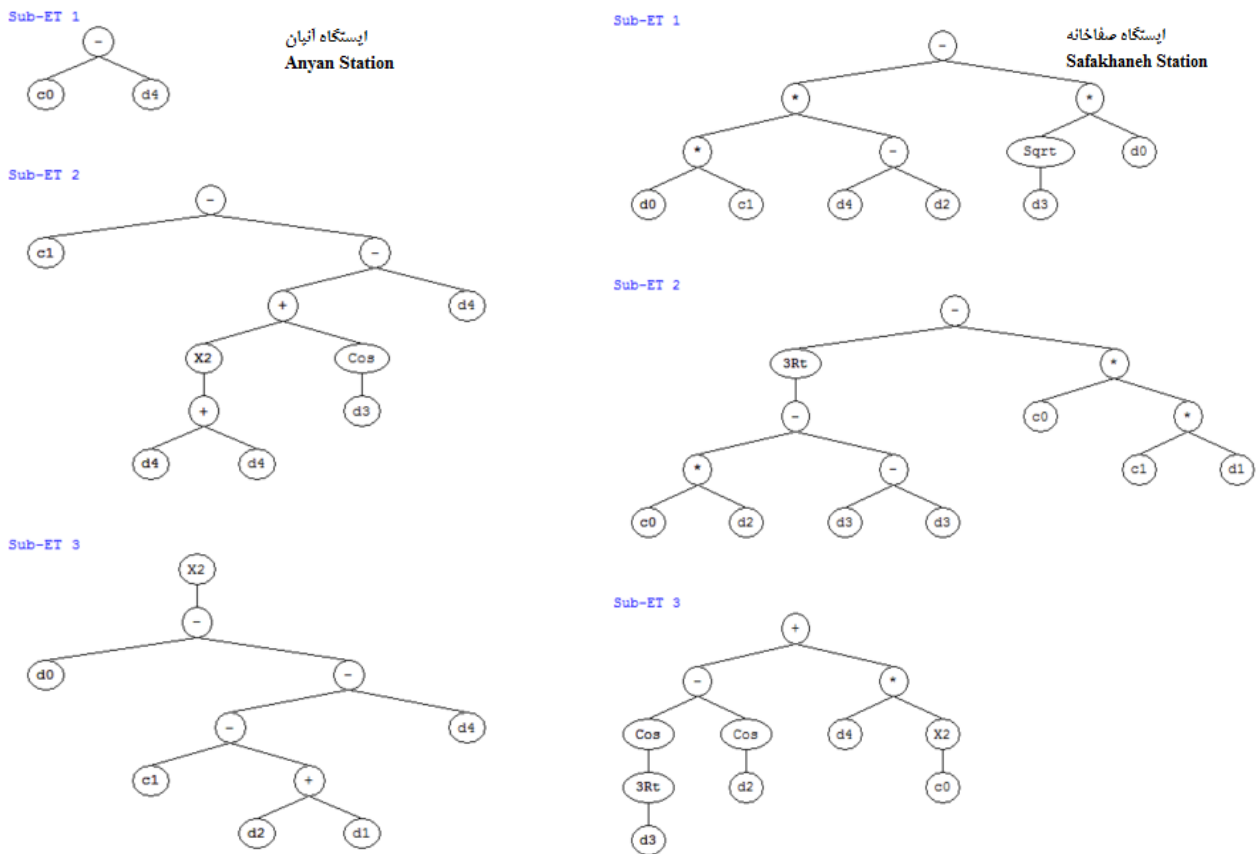 Sub-ET 1
-
ایستگاه آنیان
Anyan Station
c0 d4
Sub-ET 2
-
c1 -
+ d4
X2 Cos
+ d3
d4 d4
Sub-ET 3
X2
-
d0 -
- d4
c1 +
d2 d1
Sub-ET 1
-
ایستگاه صفاخانه
Safakhaneh Station
* *
* - Sqrt d0
d0 c1 d4 d2 d3
Sub-ET 2
-
3Rt *
- c0 *
* - c1 d1
c0 d2 d3 d3
Sub-ET 3
+
- *
Cos Cos d4 X2
3Rt d2 c0
d3